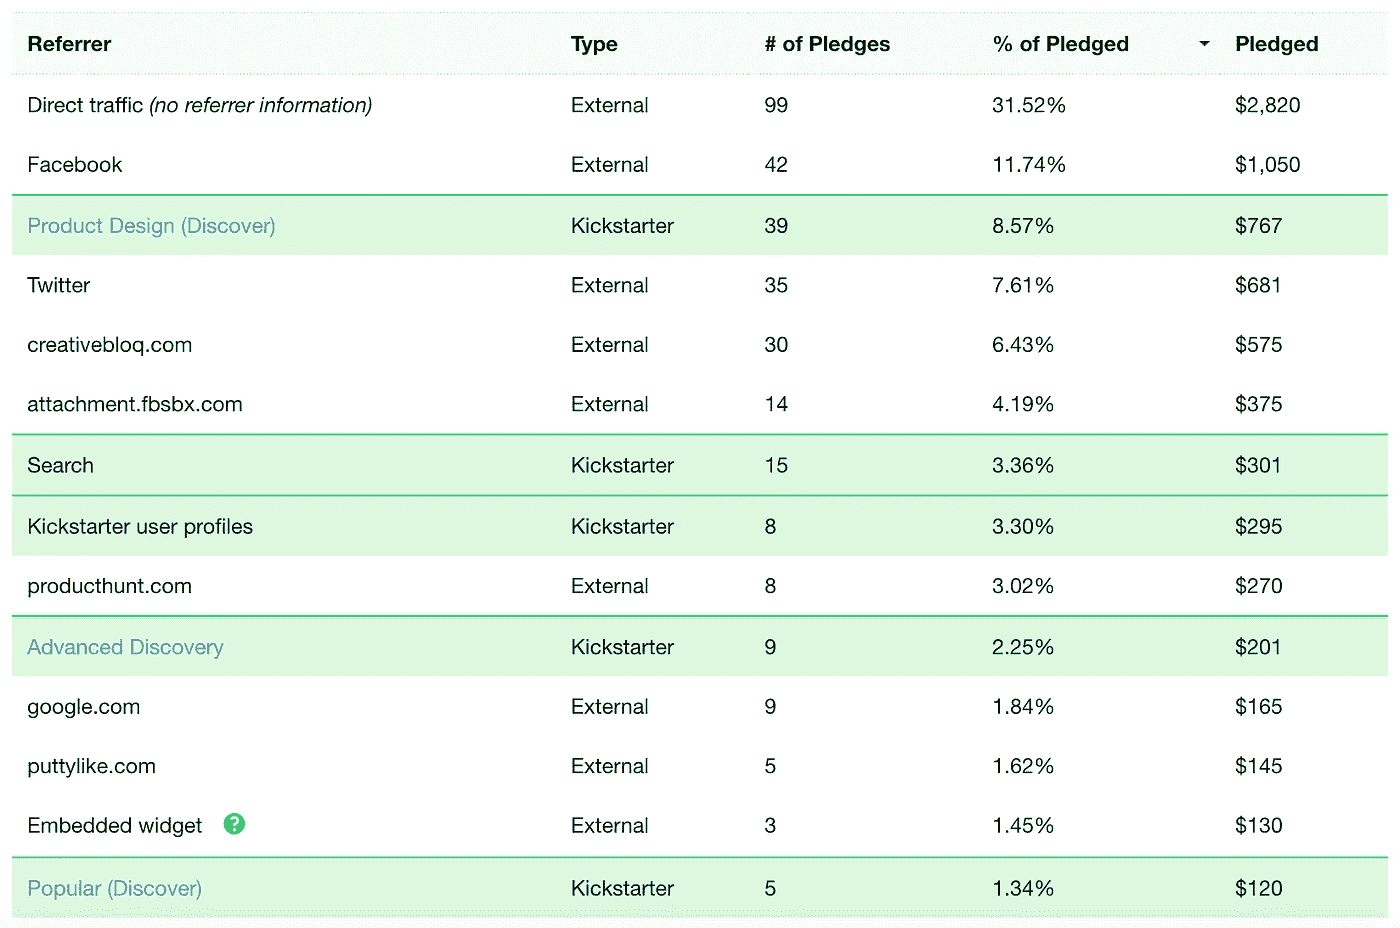 Referrer Type # of Pledges % of Pledged Pledged
Direct traffic (no referrer information) External 99 31.52% $2,820
Facebook External 42 11.74% $1,050
Product Design (Discover) Kickstarter 39 8.57% $767
Twitter External 35 7.61% $681
creativebloq.com External 30 6.43% $575
attachment.fbsbx.com External 14 4.19% $375
Search Kickstarter 15 3.36% $301
Kickstarter user profiles Kickstarter 8 3.30% $295
producthunt.com External 8 3.02% $270
Advanced Discovery Kickstarter 9 2.25% $201
google.com External 9 1.84% $165
puttylike.com External 5 1.62% $145
Embedded widget ? External 3 1.45% $130
Popular (Discover) Kickstarter 5 1.34% $120